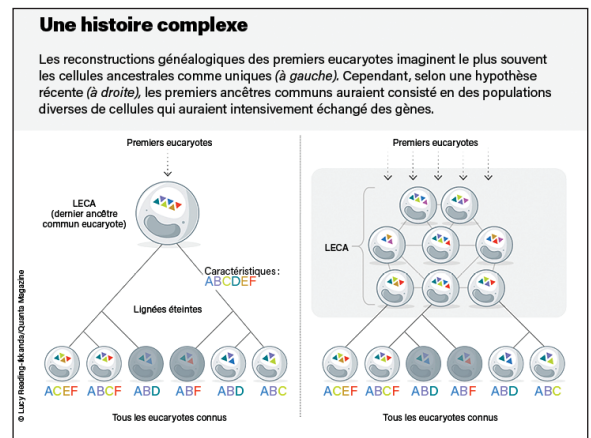 Une histoire complexe
Les reconstructions généalogiques des premiers eucaryotes imaginent le plus souvent
les cellules ancestrales comme uniques (à gauche). Cependant, selon une hypothèse
récente (à droite), les premiers ancêtres communs auraient consisté en des populations
diverses de cellules qui auraient intensivement échangé des gènes.
Premiers eucaryotes
LECA
(dernier ancêtre
commun eucaryote)
Caractéristiques :
ABCDEF
Lignées éteintes
ACEF ABCF ABD ABF ABD ABC
Tous les eucaryotes connus
Premiers eucaryotes
LECA
ACEF ABCF ABD ABF ABD ABC
Tous les eucaryotes connus
© Lucy Reading-Ikkanda/Quanta Magazine